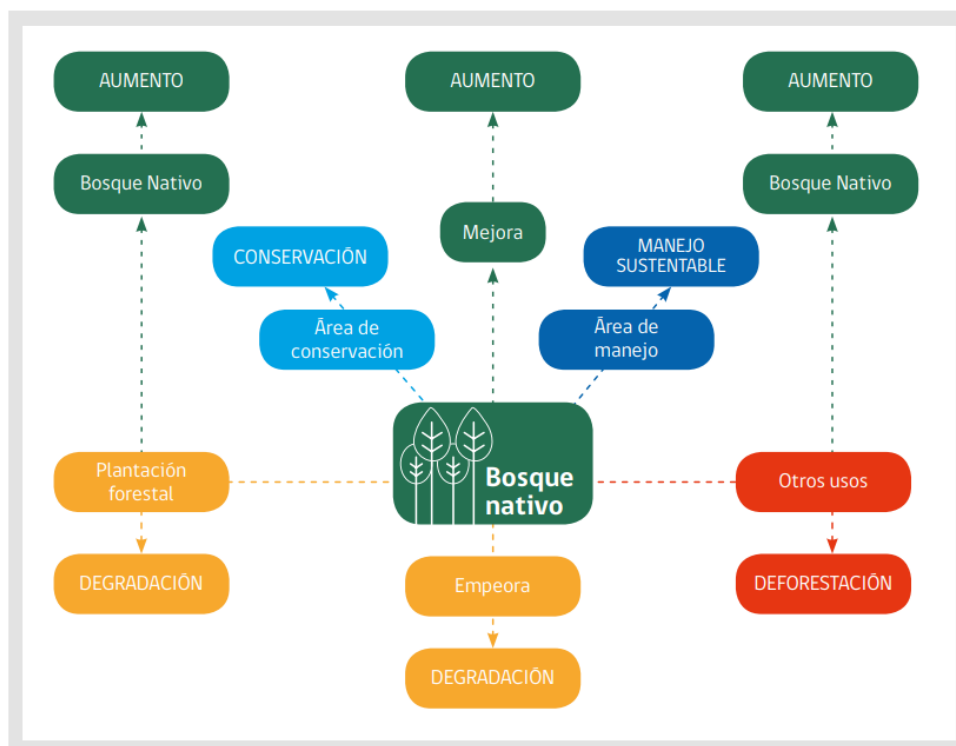 AUMENTO
AUMENTO
AUMENTO
Bosque Nativo
Bosque Nativo
Mejora
CONSERVACIÓN
MANEJO
SUSTENTABLE
Área de
conservación
Área de
manejo
Bosque
nativo
Plantación
forestal
Otros usos
DEGRADACIÓN
Empeora
DEFORESTACIÓN
DEGRADACIÓN